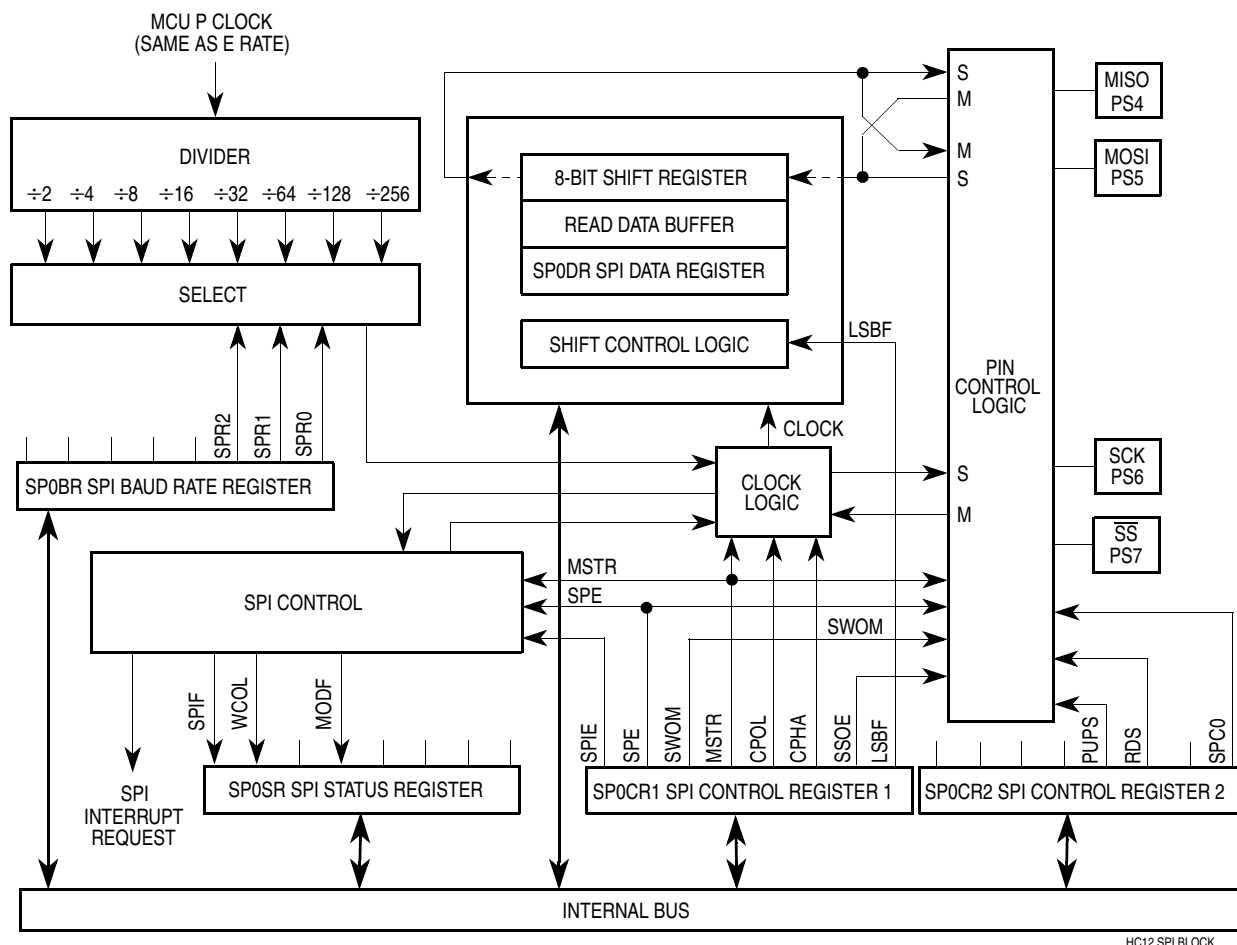 MCU P CLOCK
(SAME AS E RATE)
DIVIDER
÷2 ÷4 ÷8 ÷16 ÷32 ÷64 ÷128 ÷256
SELECT
SPR2
SPR1
SPR0
SP0BR SPI BAUD RATE REGISTER
8-BIT SHIFT REGISTER
READ DATA BUFFER
SP0DR SPI DATA REGISTER
SHIFT CONTROL LOGIC
LSBF
CLOCK
CLOCK
LOGIC
S
M
M
S
PIN
CONTROL
LOGIC
S
M
MISO
PS4
MOSI
PS5
SCK
PS6
SS
PS7
SPI CONTROL
MSTR
SPE
SWOM
SPIF
WCOL
MODF
SPI
INTERRUPT
REQUEST
SP0SR SPI STATUS REGISTER
SPIE
SPE
SWOM
MSTR
CPOL
CPHA
SSOE
LSBF
SP0CR1 SPI CONTROL REGISTER 1
PUPS
RDS
SPC0
SP0CR2 SPI CONTROL REGISTER 2
INTERNAL BUS
HC12 SPI BLOCK